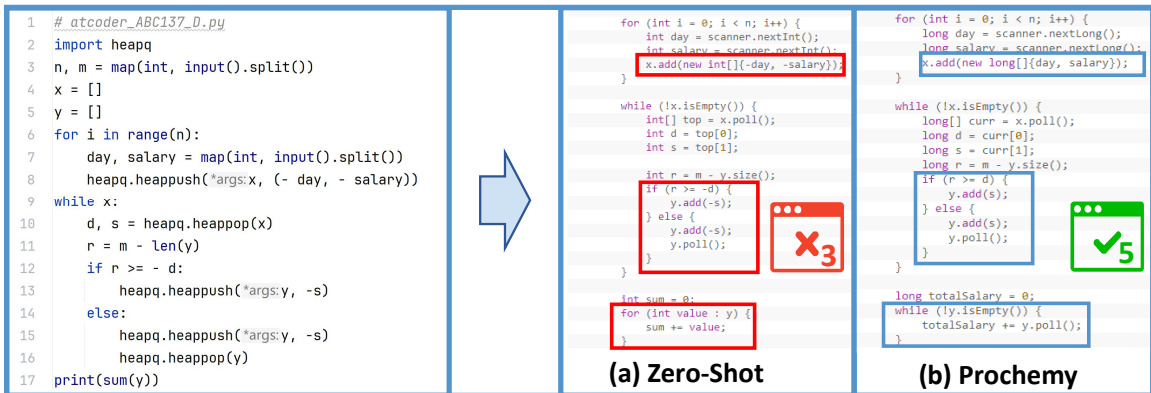 1 # atcoder_ABC137_D.py
2 import heapq
3 n, m = map(int, input().split())
4 x = []
5 y = []
6 for i in range(n):
7 day, salary = map(int, input().split())
8 heapq.heappush(*args: x, (- day, - salary))
9 while x:
10 d, s = heapq.heappop(x)
11 r = m - len(y)
12 if r >= - d:
13 heapq.heappush(*args: y, -s)
14 else:
15 heapq.heappush(*args: y, -s)
16 heapq.heappop(y)
17 print(sum(y))
for (int i = 0; i < n; i++) {
int day = scanner.nextInt();
int salary = scanner.nextInt();
x.add(new int[]{-day, -salary});
}
while (!x.isEmpty()) {
int[] top = x.poll();
int d = top[0];
int s = top[1];
int r = m - y.size();
if (r >= -d) {
y.add(-s);
} else {
y.add(-s);
y.poll();
}
}
int sum = 0;
for (int value : y) {
sum += value;
}
3
(a) Zero-Shot
for (int i = 0; i < n; i++) {
long day = scanner.nextLong();
long salary = scanner.nextLong();
x.add(new long[]{day, salary});
}
while (!x.isEmpty()) {
long[] curr = x.poll();
long d = curr[0];
long s = curr[1];
long r = m - y.size();
if (r >= d) {
y.add(s);
} else {
y.add(s);
y.poll();
}
}
long totalSalary = 0;
while (!y.isEmpty()) {
totalSalary += y.poll();
}
5
(b) Prochemy